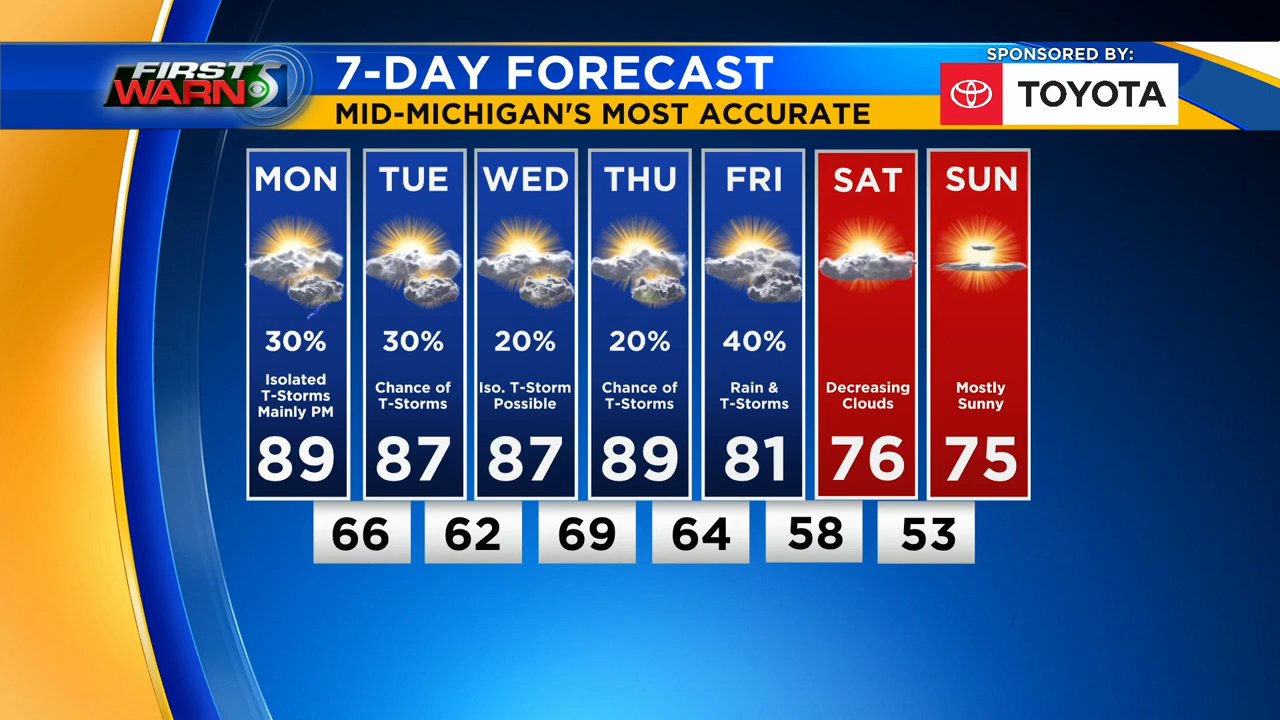 FIRST
WARN 5
7-DAY FORECAST
MID-MICHIGAN'S MOST ACCURATE
SPONSORED BY:
TOYOTA
MON
30%
Isolated
T-Storms
Mainly PM
89
TUE
30%
Chance of
T-Storms
87
WED
20%
Iso. T-Storm
Possible
87
THU
20%
Chance of
T-Storms
89
FRI
40%
Rain &
T-Storms
81
SAT
Decreasing
Clouds
76
SUN
Mostly
Sunny
75
66
62
69
64
58
53